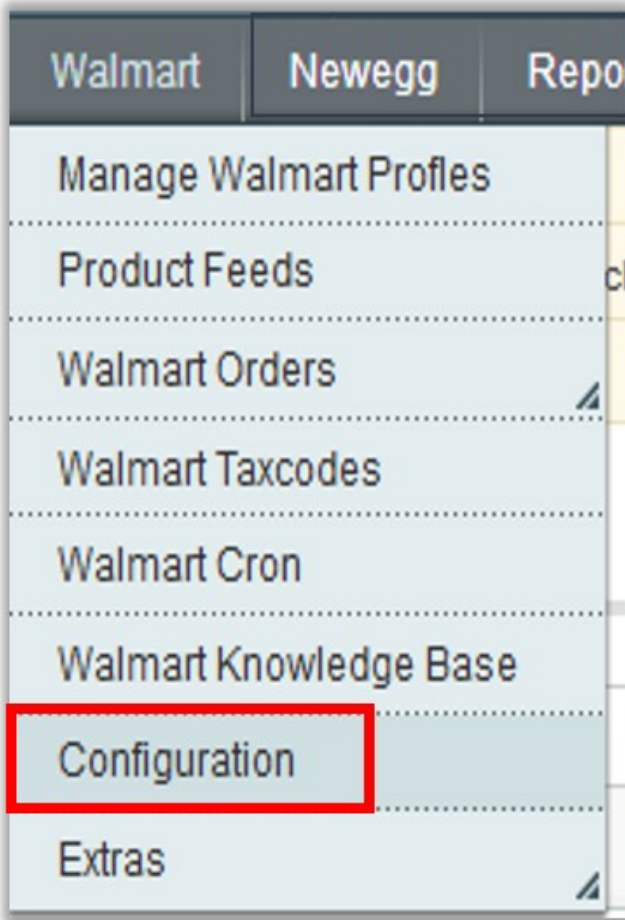 Walmart Newegg Repo
Manage Walmart Profles
Product Feeds
Walmart Orders
Walmart Taxcodes
Walmart Cron
Walmart Knowledge Base
Configuration
Extras